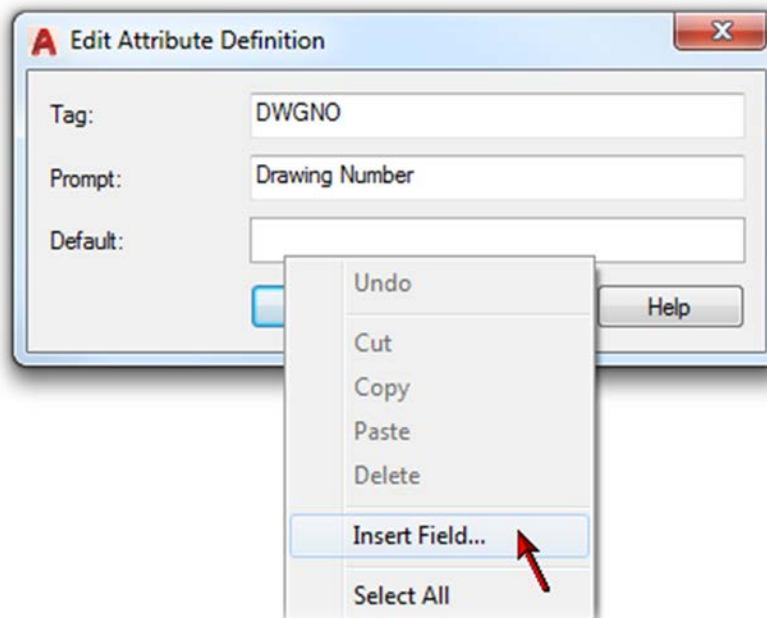 Edit Attribute Definition
Tag: DWGNO
Prompt: Drawing Number
Default:
Undo
Help
Cut
Copy
Paste
Delete
Insert Field...
Select All